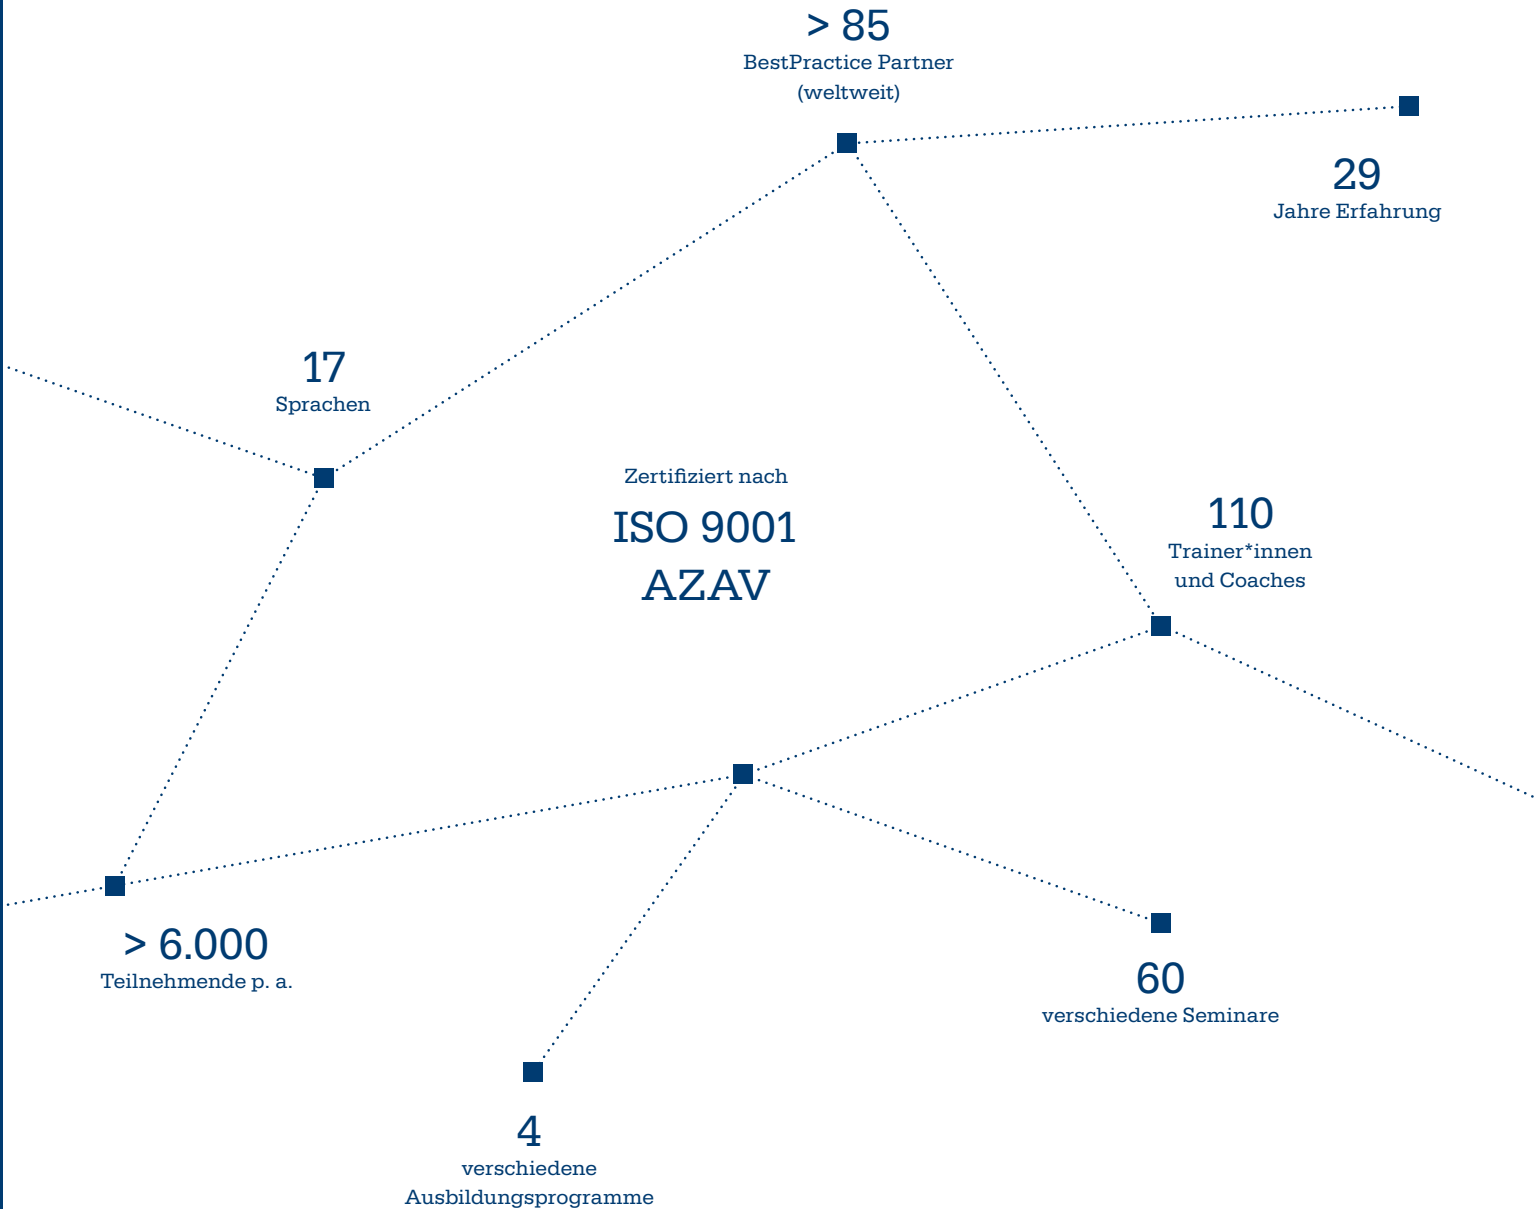 > 85
BestPractice Partner
(weltweit)
29
Jahre Erfahrung
17
Sprachen
Zertifiziert nach
ISO 9001
AZAV
110
Trainer*innen
und Coaches
> 6.000
Teilnehmende p. a.
60
verschiedene Seminare
4
verschiedene
Ausbildungsprogramme